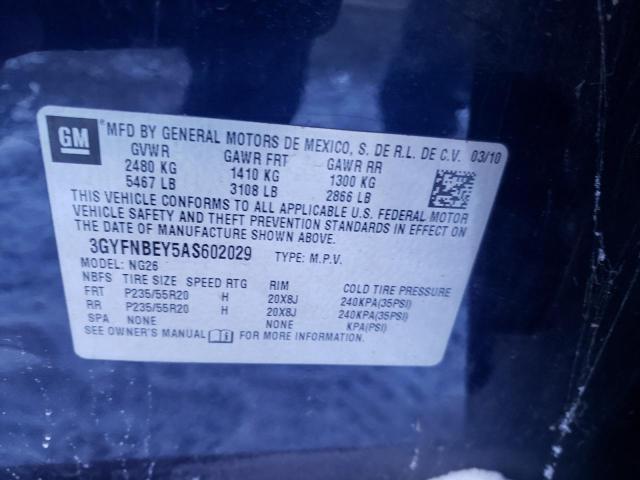 GM ® MFD BY GENERAL MOTORS DE MEXICO, S. DE R.L. DE C.V. 03/10
GVWR GAWR FRT GAWR RR
2480 KG 1410 KG 1300 KG
5467 LB 3108 LB 2866 LB
THIS VEHICLE CONFORMS TO ALL APPLICABLE U.S. FEDERAL MOTOR
VEHICLE SAFETY AND THEFT PREVENTION STANDARDS IN EFFECT ON
THE DATE OF MANUFACTURE SHOWN ABOVE.
3GYFNBEY5AS602029 TYPE: M.P.V.
MODEL: NG26
NBFS TIRE SIZE SPEED RTG RIM COLD TIRE PRESSURE
FRT P235/55R20 H 20X8J 240KPA(35PSI)
RR P235/55R20 H 20X8J 240KPA(35PSI)
SPA NONE NONE KPA(PSI)
SEE OWNER'S MANUAL FOR MORE INFORMATION.